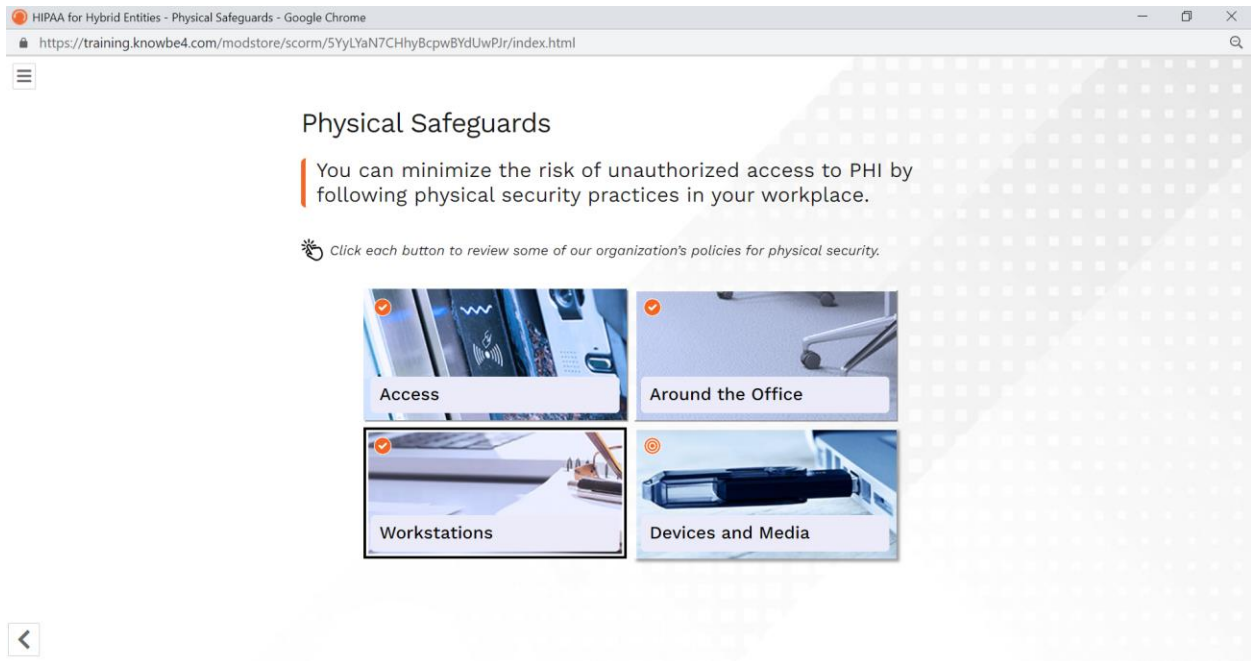 HIPAA for Hybrid Entities - Physical Safeguards - Google Chrome
https://training.knowbe4.com/modstore/scorm/5YyLYaN7CHhyBcpwBYdUwPJr/index.html
Physical Safeguards
You can minimize the risk of unauthorized access to PHI by
following physical security practices in your workplace.
Click each button to review some of our organization's policies for physical security.
Access
Around the Office
Workstations
Devices and Media